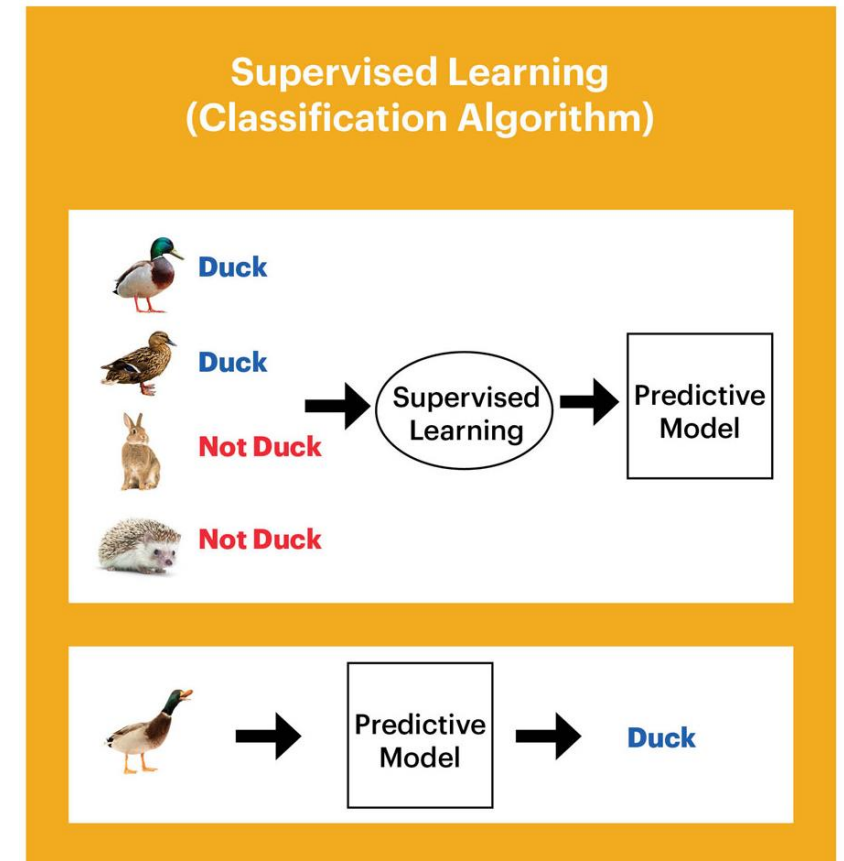 Supervised Learning
(Classification Algorithm)
Duck
Duck
Not Duck
Not Duck
Supervised
Learning
Predictive
Model
Predictive
Model
Duck